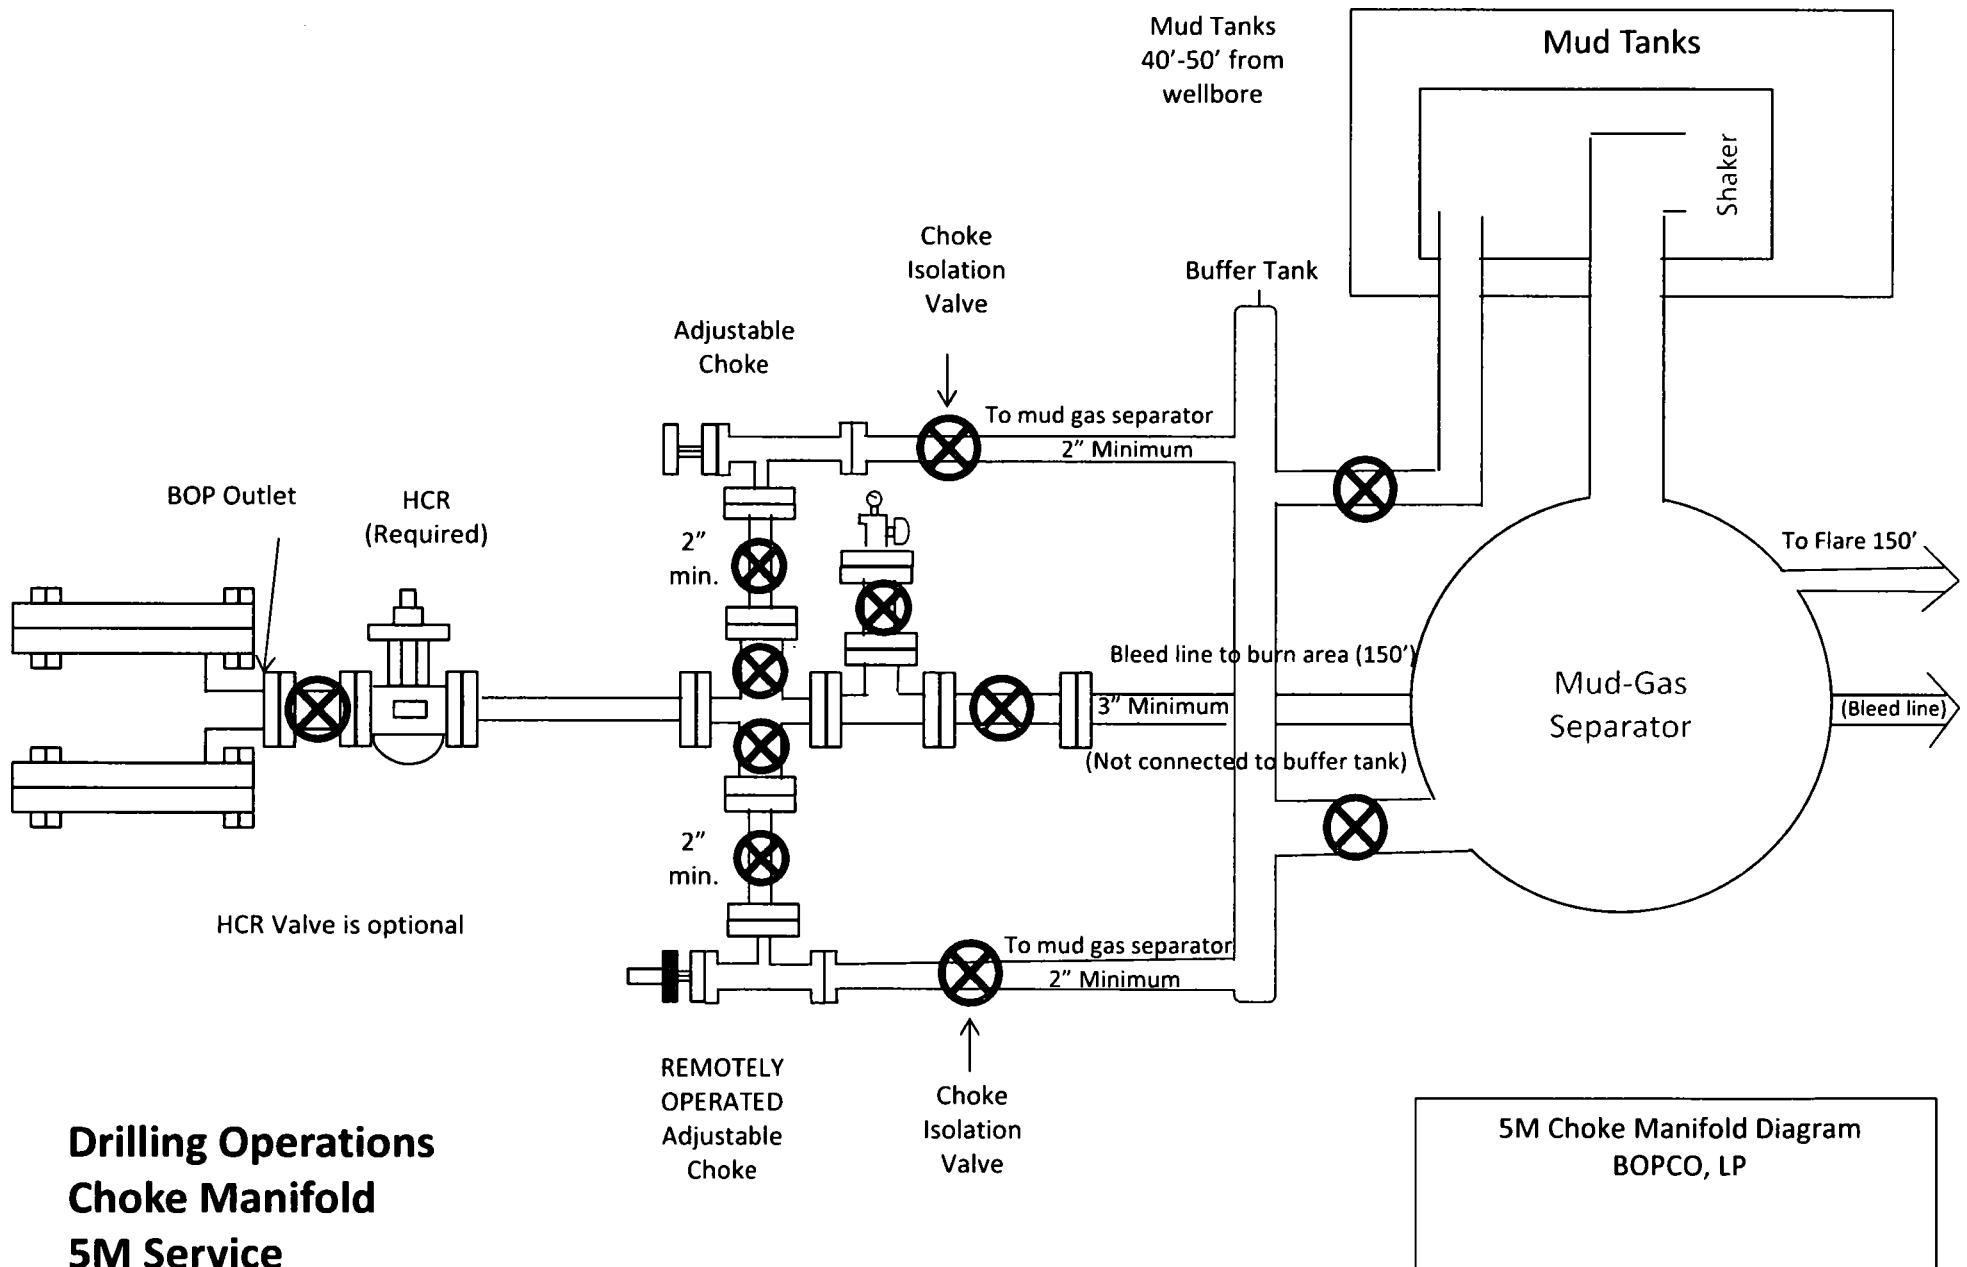 Mud Tanks
40'-50' from
wellbore
Mud Tanks
Shaker
Choke
Isolation
Valve
Buffer Tank
Adjustable
Choke
To mud gas separator
2" Minimum
BOP Outlet
HCR
(Required)
2"
min.
To Flare 150'
Bleed line to burn area (150')
3" Minimum
(Not connected to buffer tank)
Mud-Gas
Separator
(Bleed line)
2"
min.
HCR Valve is optional
To mud gas separator
2" Minimum
REMOTELY
OPERATED
Adjustable
Choke
Choke
Isolation
Valve
Drilling Operations
Choke Manifold
5M Service
5M Choke Manifold Diagram
BOPCO, LP